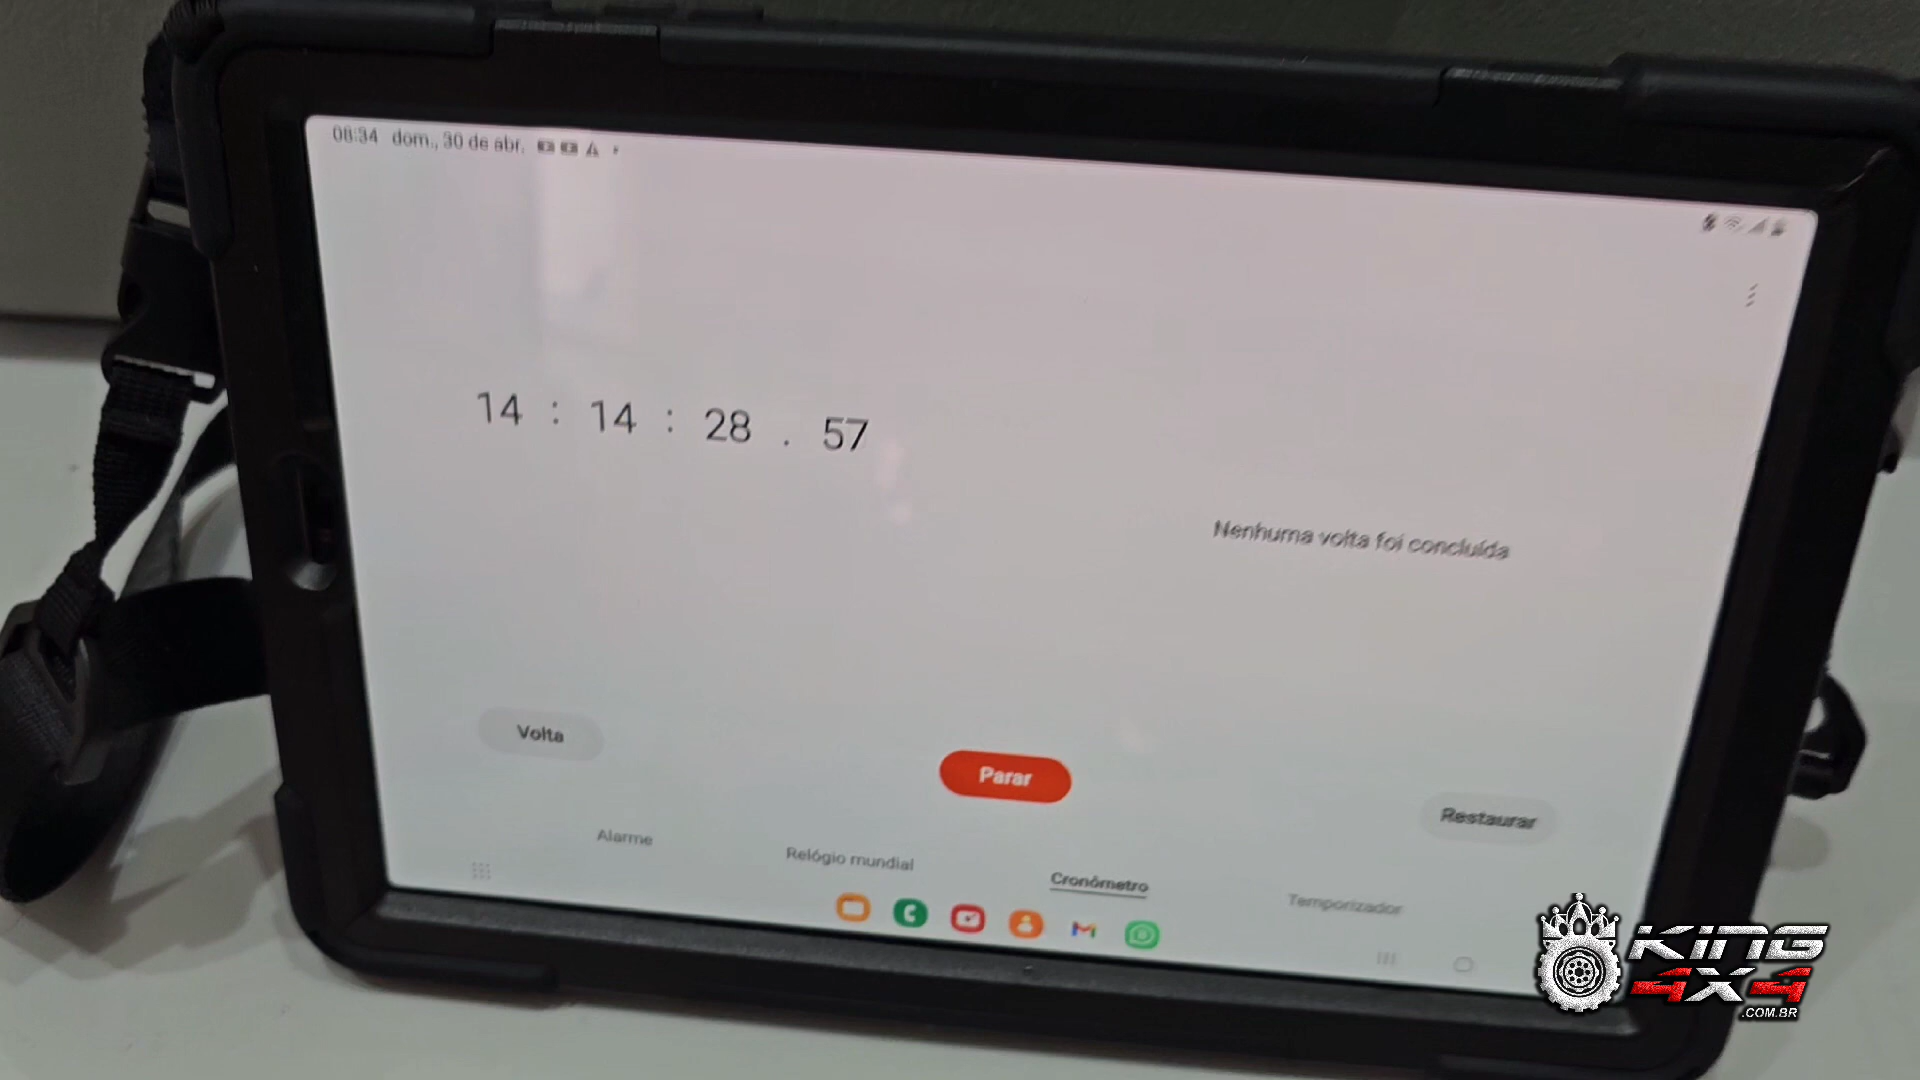 08:34 dom., 30 de abr.
14 : 14 : 28 . 57
Nenhuma volta foi concluída
Volta
Parar
Restaurar
Alarme
Relógio mundial
Cronômetro
Temporizador
KING
4X4
.COM.BR